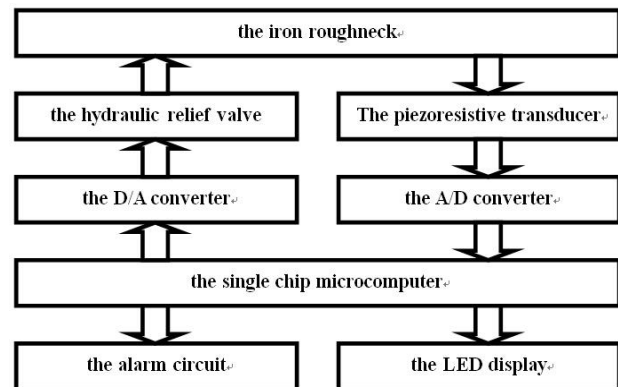 the iron roughneck
the hydraulic relief valve
The piezoresistive transducer
the D/A converter
the A/D converter
the single chip microcomputer
the alarm circuit
the LED display